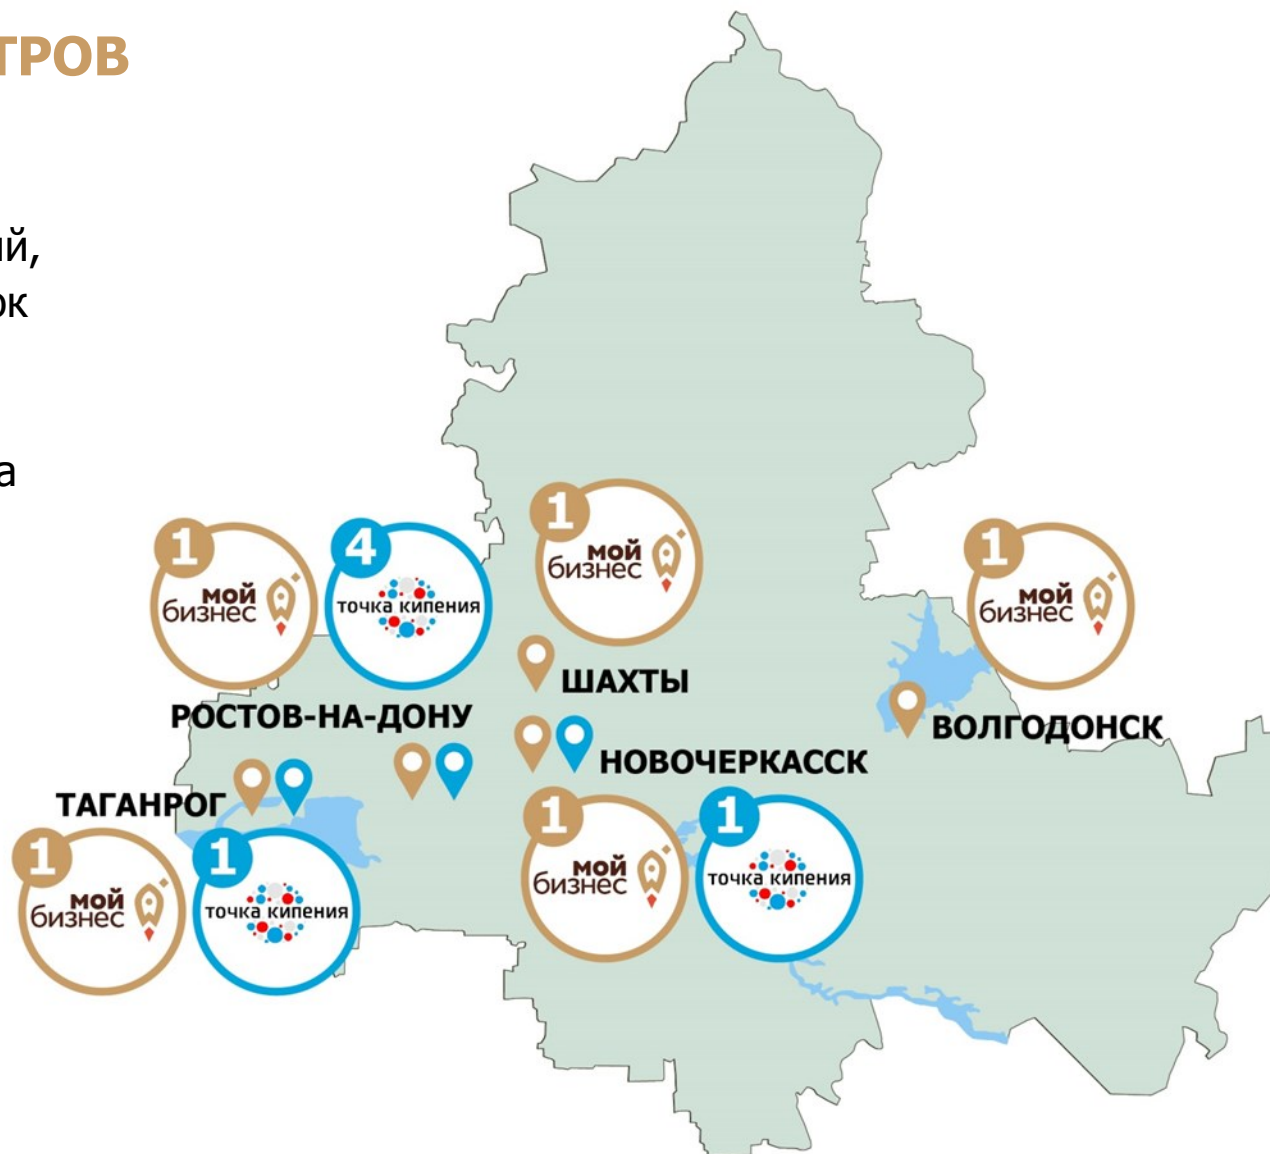 ТРОВ
ий,
ок
а
1
мой
бизнес
4
точка кипения
1
мой
бизнес
1
мой
бизнес
ШАХТЫ
РОСТОВ-НА-ДОНУ
ВОЛГОДОНСК
НОВОЧЕРКАССК
ТАГАНРОГ
1
мой
бизнес
1
точка кипения
1
мой
бизнес
1
точка кипения